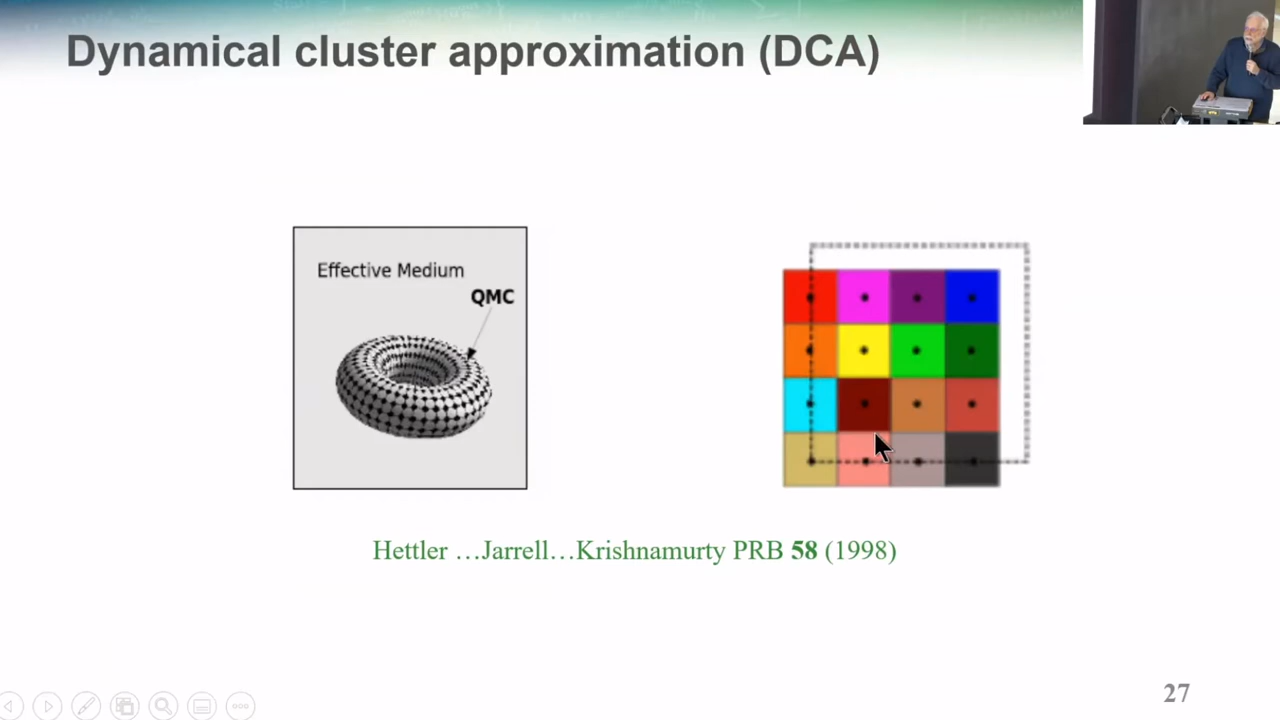 Dynamical cluster approximation (DCA)
Effective Medium
QMC
Hettler …Jarrell…Krishnamurty PRB 58 (1998)
27